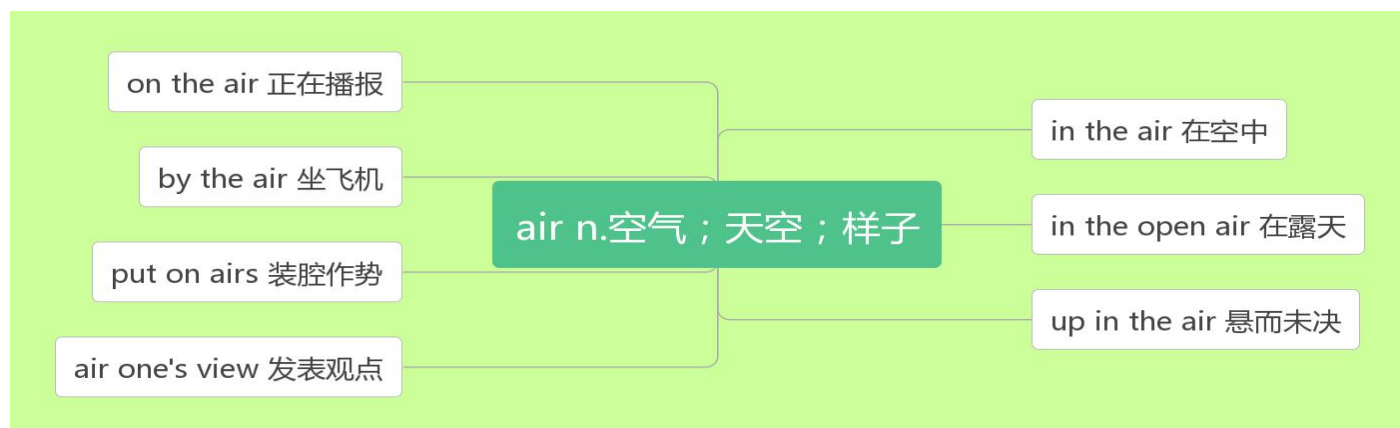 on the air 正在播报
by the air 坐飞机
put on airs 装腔作势
air one's view 发表观点
air n.空气；天空；样子
in the air 在空中
in the open air 在露天
up in the air 悬而未决